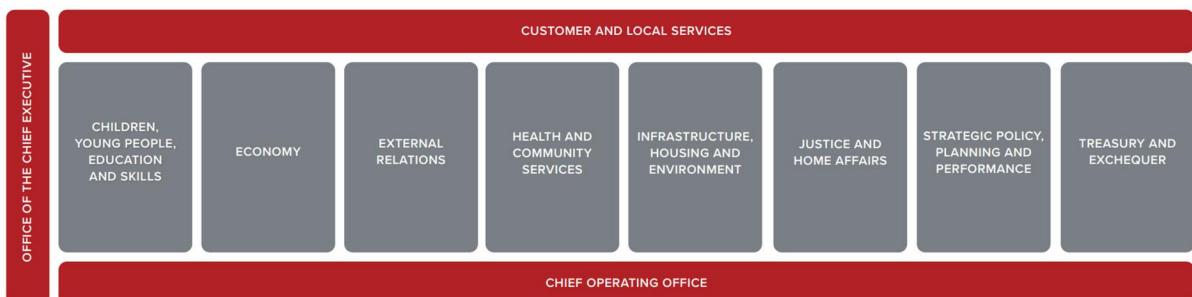 OFFICE OF THE CHIEF EXECUTIVE
CUSTOMER AND LOCAL SERVICES
CHILDREN,
YOUNG PEOPLE,
EDUCATION
AND SKILLS
ECONOMY
EXTERNAL
RELATIONS
HEALTH AND
COMMUNITY
SERVICES
INFRASTRUCTURE,
HOUSING AND
ENVIRONMENT
JUSTICE AND
HOME AFFAIRS
STRATEGIC POLICY,
PLANNING AND
PERFORMANCE
TREASURY AND
EXCHEQUER
CHIEF OPERATING OFFICE